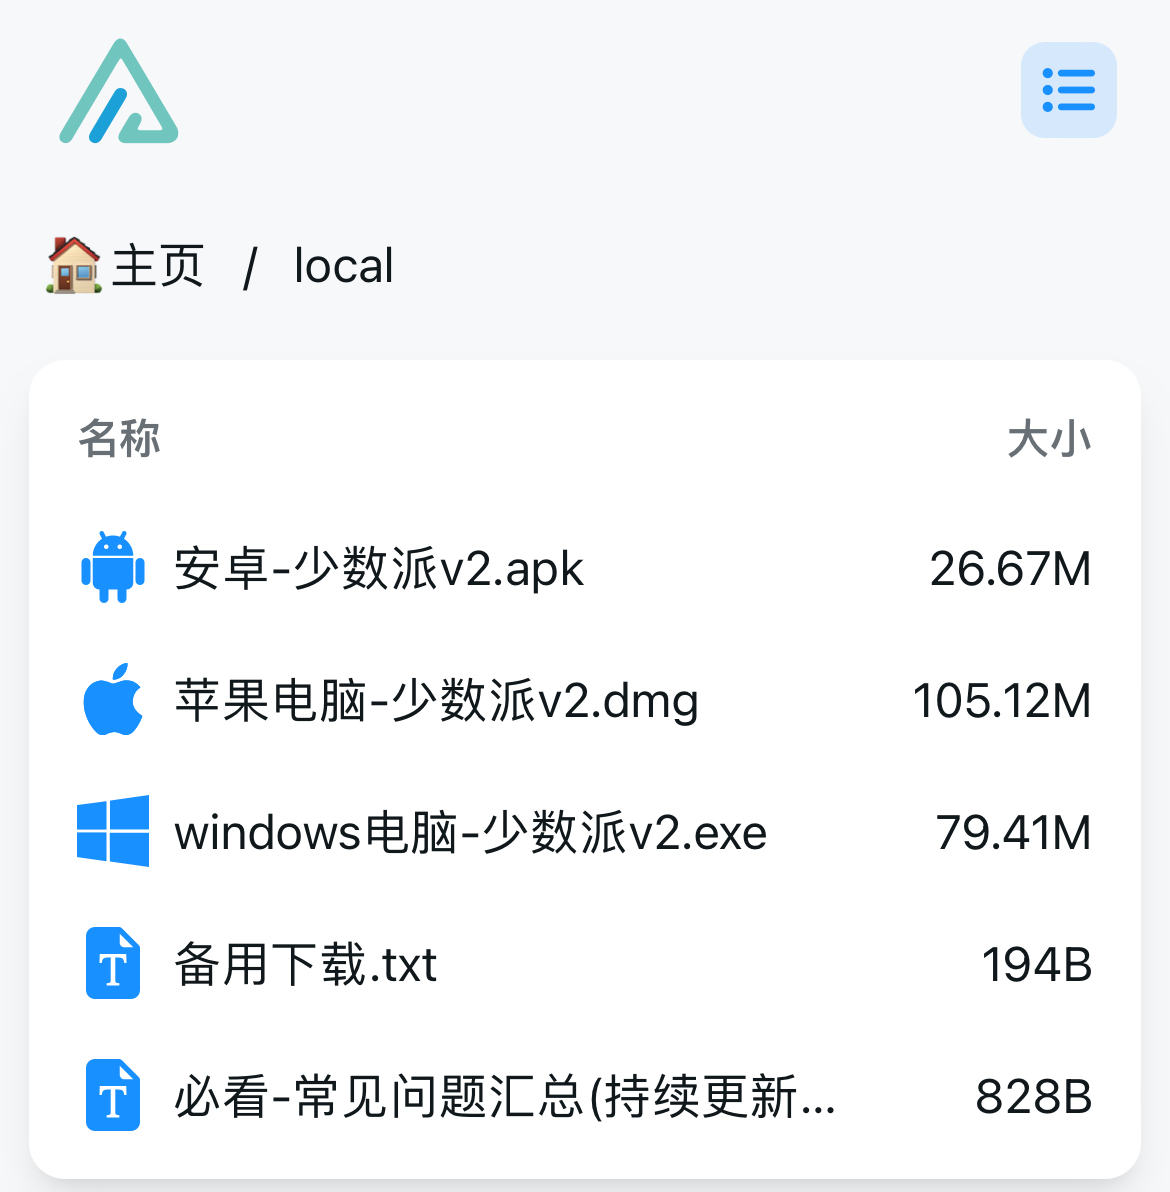 🏠主页 / local
名称 大小
安卓-少数派v2.apk 26.67M
苹果电脑-少数派v2.dmg 105.12M
windows电脑-少数派v2.exe 79.41M
备用下载.txt 194B
必看-常见问题汇总(持续更新... 828B